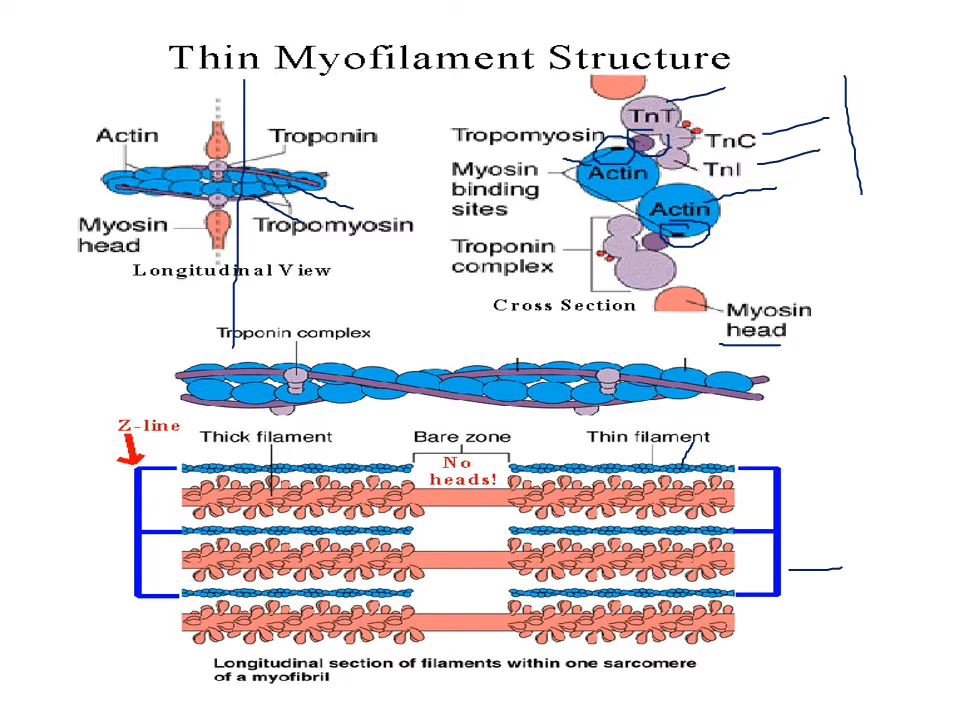 Thin Myofilament Structure
Actin
Troponin
Myosin
head
Tropomyosin
Longitudinal View
TnT
Tropomyosin
TnC
Myosin
binding
sites
Actin
TnI
Actin
Troponin
complex
Cross Section
Myosin
head
Troponin complex
Z-line
Thick filament
Bare zone
Thin filament
No
heads!
Longitudinal section of filaments within one sarcomere
of a myofibril